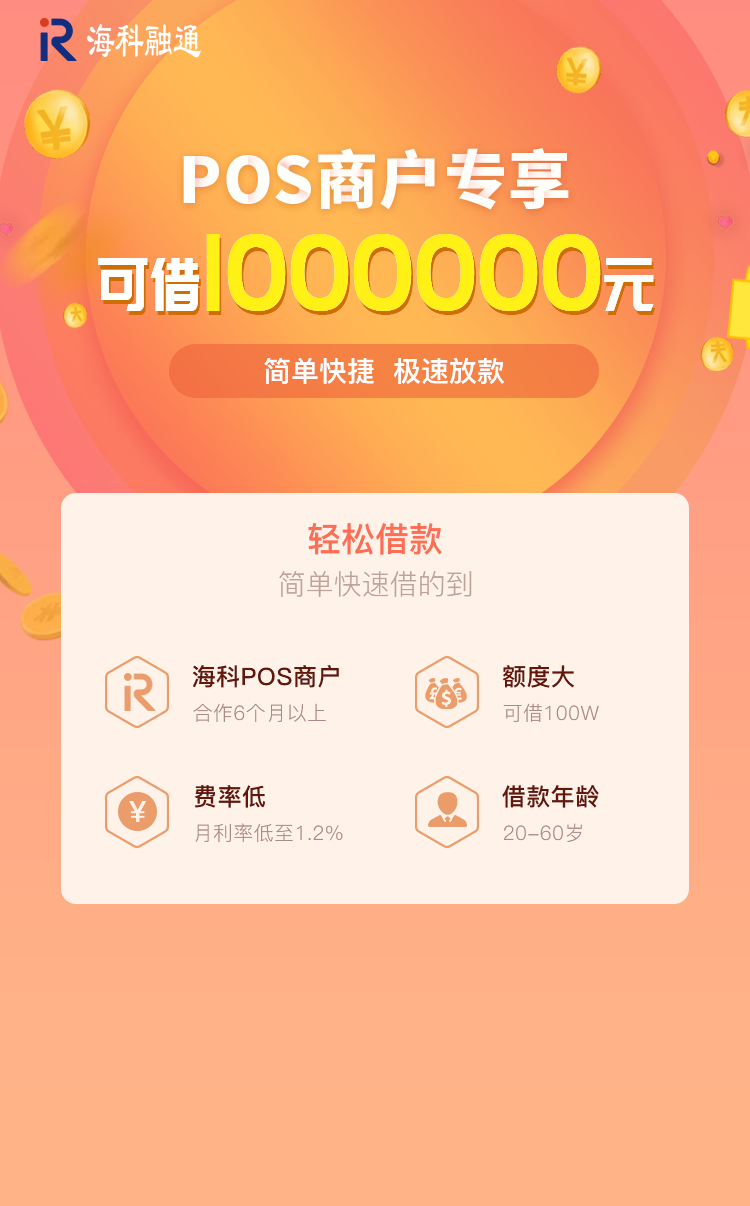 海科融通
POS商户专享
可借1000000元
简单快捷 极速放款
轻松借款
简单快速借的到
海科POS商户
合作6个月以上
额度大
可借100W
费率低
月利率低至1.2%
借款年龄
20-60岁